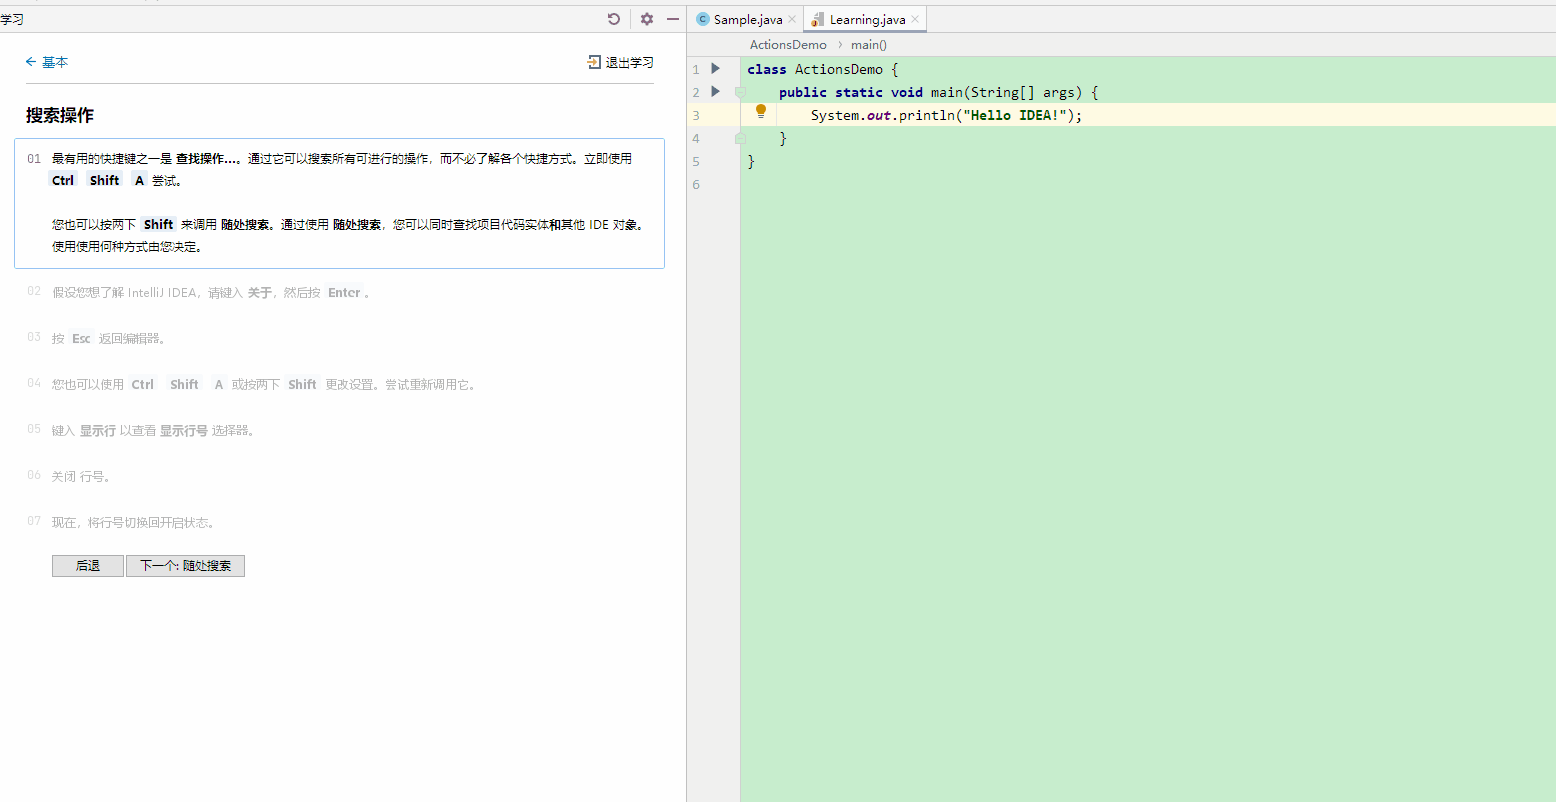 学习
← 基本
退出学习
搜索操作
01 最有用的快捷键之一是 查找操作...。通过它可以搜索所有可进行的操作，而不必了解各个快捷方式。立即使用
Ctrl Shift A 尝试。
您也可以按两下 Shift 来调用 随处搜索。通过使用 随处搜索，您可以同时查找项目代码实体和其他 IDE 对象。
使用使用何种方式由您决定。
02 假设您想了解 IntelliJ IDEA，请键入 关于，然后按 Enter 。
03 按 Esc 返回编辑器。
04 您也可以使用 Ctrl Shift A 或按两下 Shift 更改设置。尝试重新调用它。
05 键入 显示行 以查看 显示行号 选择器。
06 关闭 行号。
07 现在，将行号切换回开启状态。
后退 下一个: 随处搜索
Sample.java Learning.java
ActionsDemo › main()
1 class ActionsDemo {
2 public static void main(String[] args) {
3 System.out.println("Hello IDEA!");
4 }
5 }
6